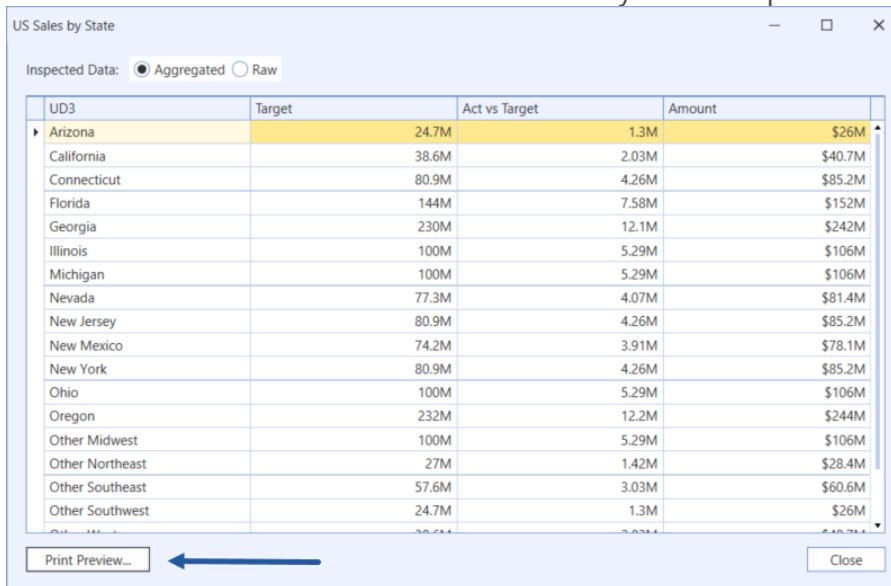 US Sales by State
Inspected Data: Aggregated Raw
UD3 Target Act vs Target Amount
Arizona 24.7M 1.3M $26M
California 38.6M 2.03M $40.7M
Connecticut 80.9M 4.26M $85.2M
Florida 144M 7.58M $152M
Georgia 230M 12.1M $242M
Illinois 100M 5.29M $106M
Michigan 100M 5.29M $106M
Nevada 77.3M 4.07M $81.4M
New Jersey 80.9M 4.26M $85.2M
New Mexico 74.2M 3.91M $78.1M
New York 80.9M 4.26M $85.2M
Ohio 100M 5.29M $106M
Oregon 232M 12.2M $244M
Other Midwest 100M 5.29M $106M
Other Northeast 27M 1.42M $28.4M
Other Southeast 57.6M 3.03M $60.6M
Other Southwest 24.7M 1.3M $26M
Print Preview... Close